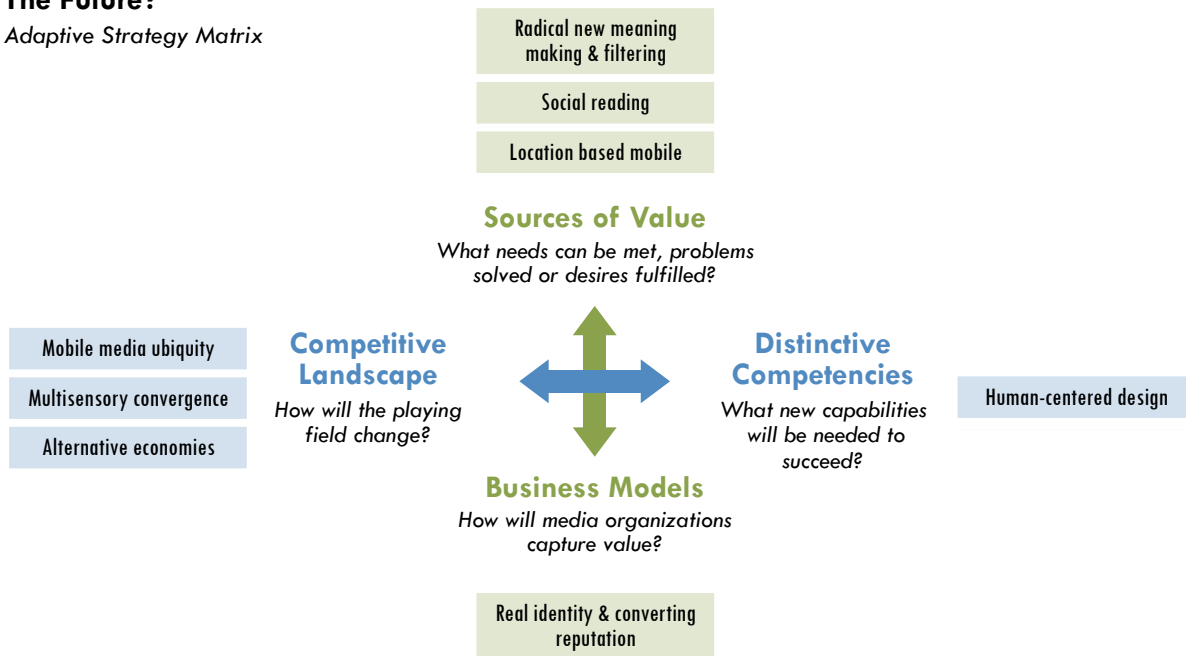 The Future?
Adaptive Strategy Matrix
Radical new meaning
making & filtering
Social reading
Location based mobile
Sources of Value
What needs can be met, problems
solved or desires fulfilled?
Mobile media ubiquity
Multisensory convergence
Alternative economies
Competitive
Landscape
How will the playing
field change?
Distinctive
Competencies
What new capabilities
will be needed to
succeed?
Human-centered design
Business Models
How will media organizations
capture value?
Real identity & converting
reputation